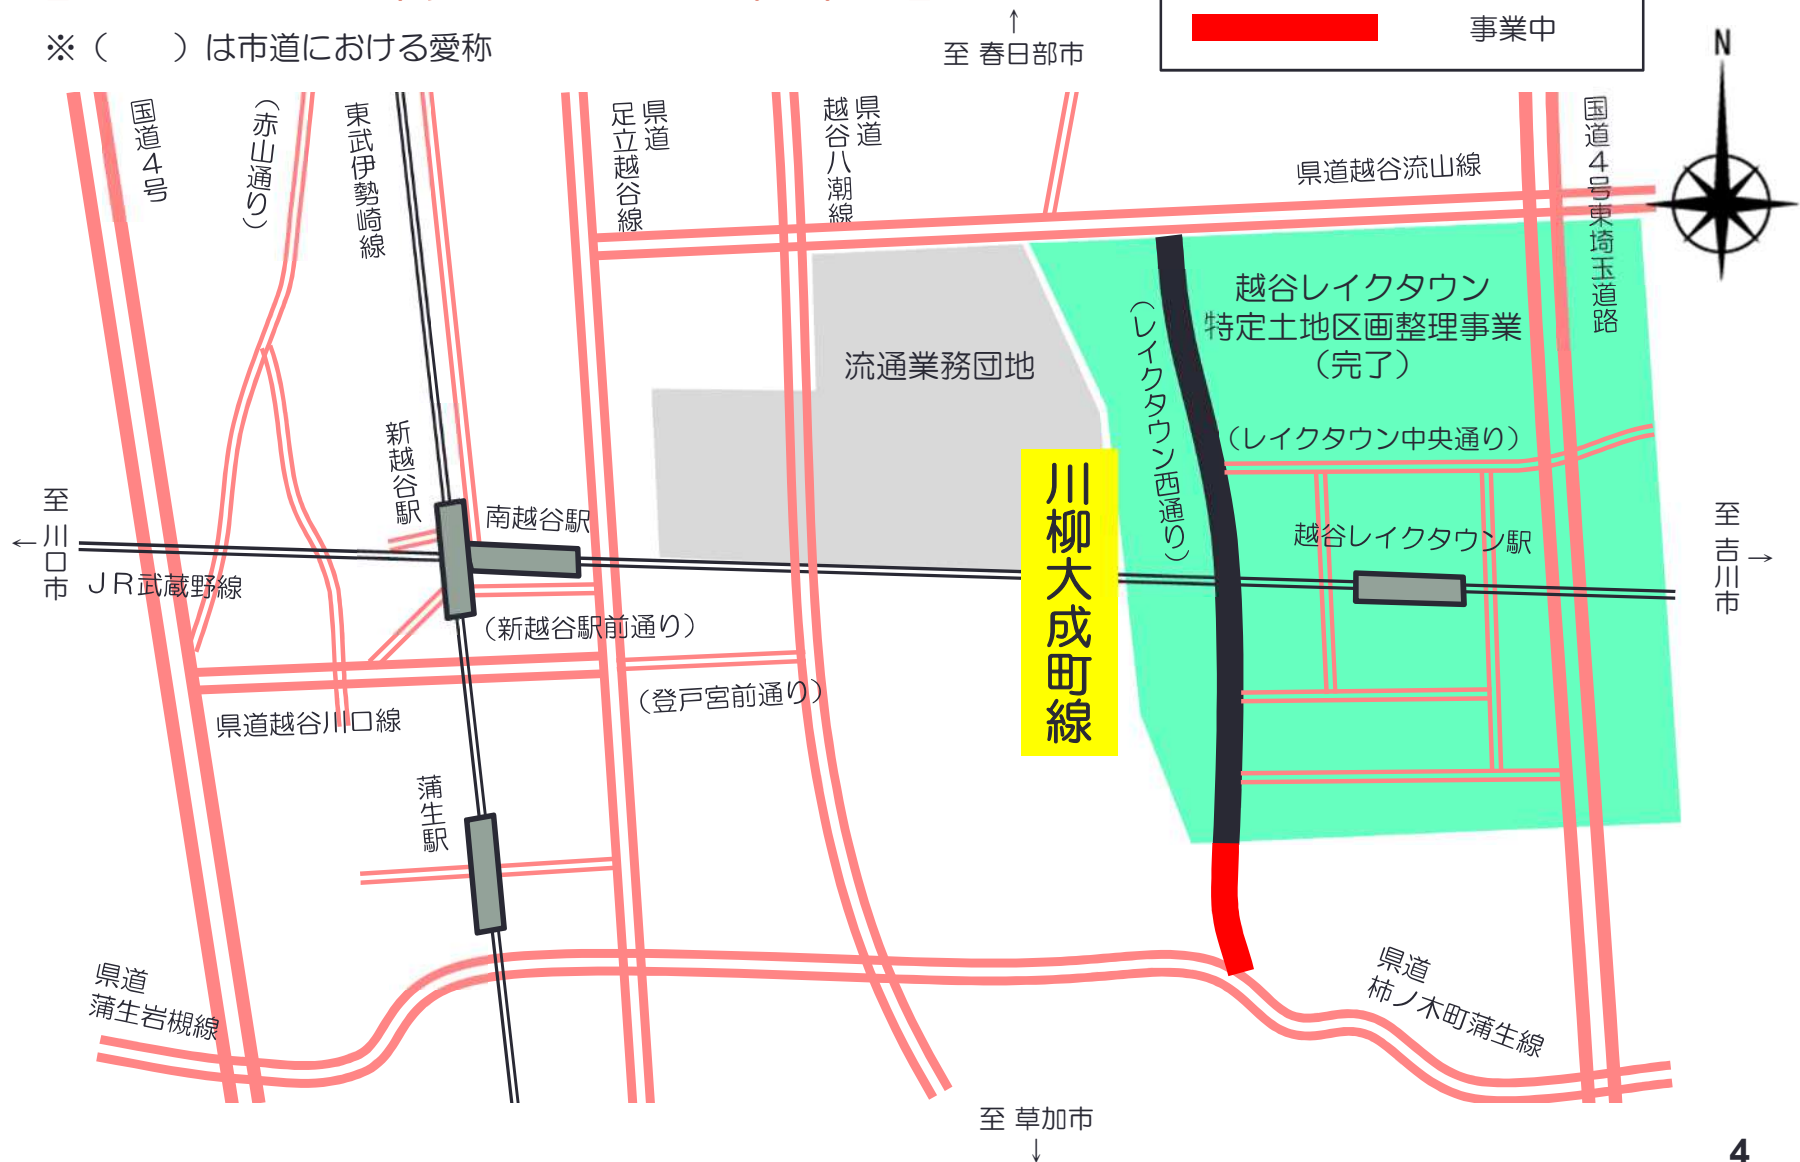 ※（　　）は市道における愛称
↑
至 春日部市
事業中
N
国道４号
（赤山通り）
東武伊勢崎線
県道
足立越谷線
県道
越谷八潮線
県道越谷流山線
国道４号東埼玉道路
越谷レイクタウン
特定土地区画整理事業
（完了）
流通業務団地
（レイクタウン西通り）
（レイクタウン中央通り）
新越谷駅
南越谷駅
川柳大成町線
越谷レイクタウン駅
至
←川口市
至
吉川市→
ＪＲ武蔵野線
（新越谷駅前通り）
（登戸宮前通り）
県道越谷川口線
蒲生駅
県道
蒲生岩槻線
県道
柿ノ木町蒲生線
至 草加市
↓
4